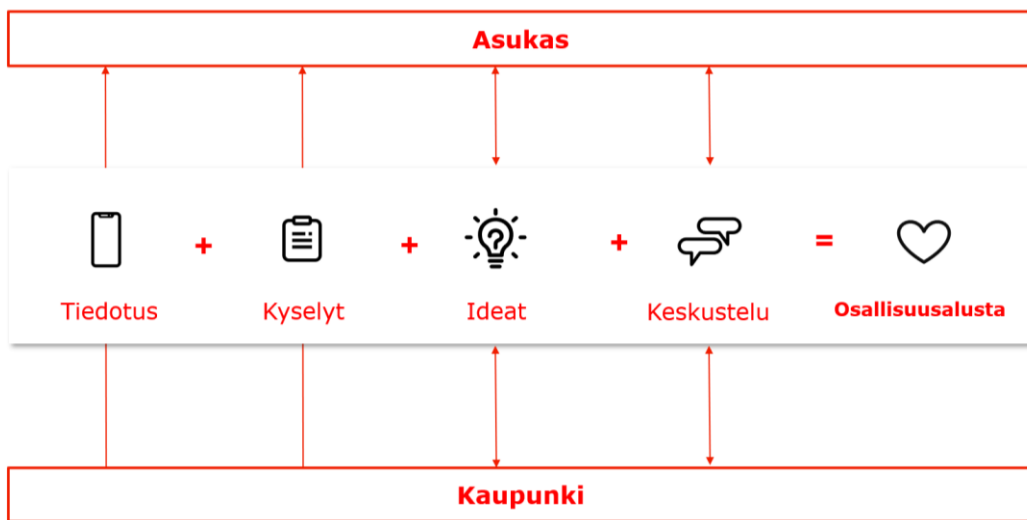 Asukas
+ + + =
Tiedotus Kyselyt Ideat Keskustelu Osallisuusalusta
Kaupunki